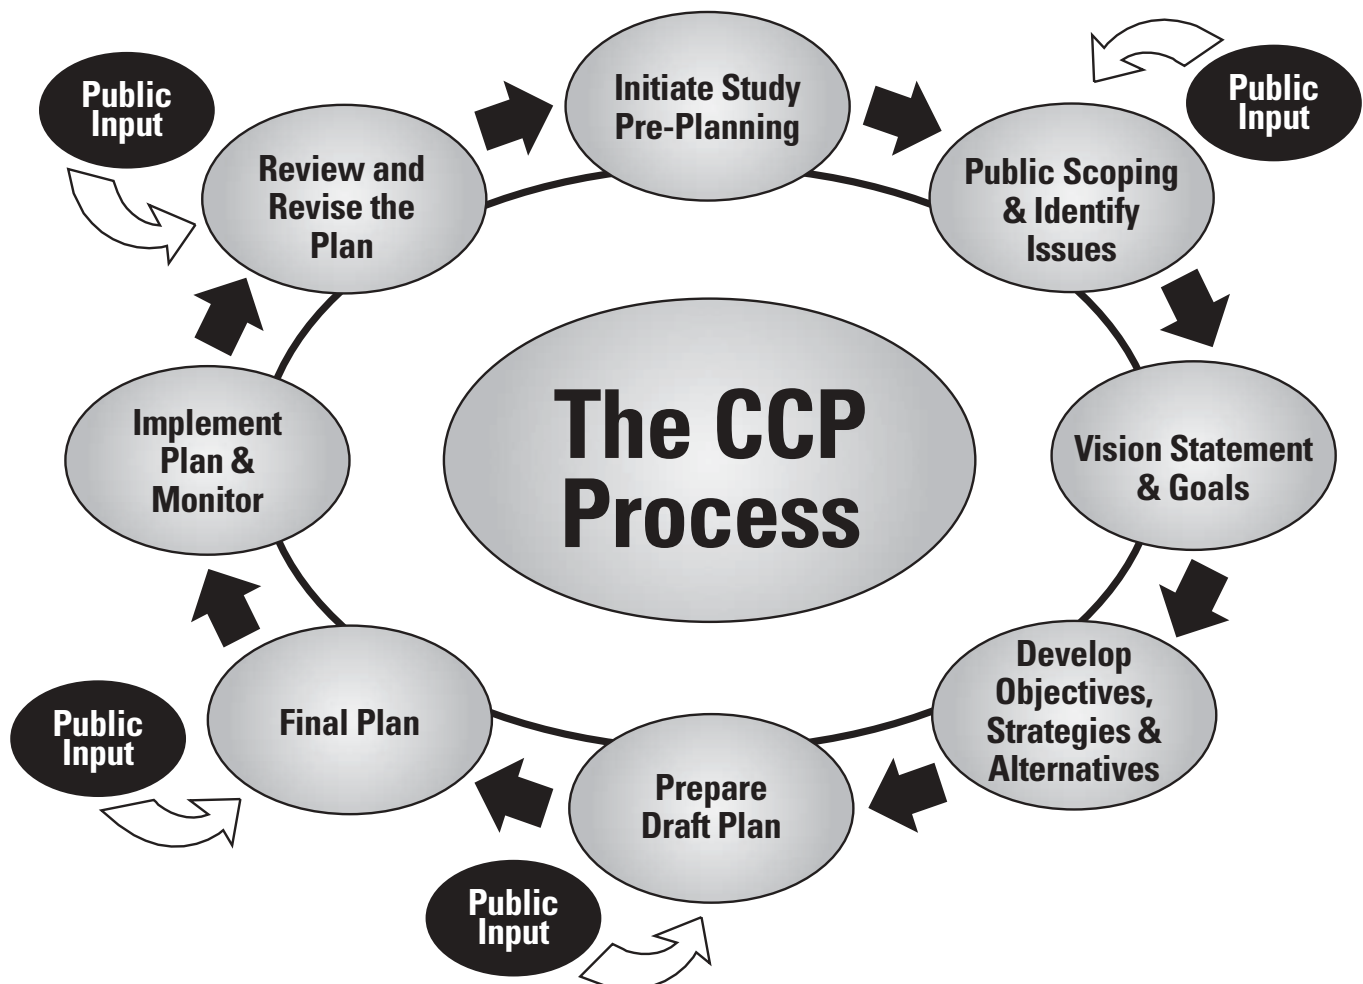 Initiate Study
Pre-Planning
Public
Input
Public Scoping
& Identify
Issues
Vision Statement
& Goals
Develop
Objectives,
Strategies &
Alternatives
Prepare
Draft Plan
Public
Input
Final Plan
Public
Input
Implement
Plan &
Monitor
Review and
Revise the
Plan
Public
Input
The CCP
Process